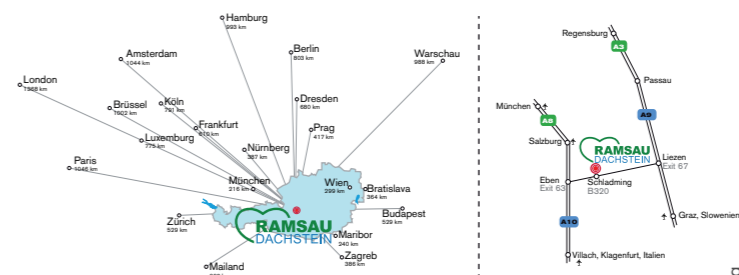 Hamburg
993 km
Berlin
803 km
Warschau
988 km
Amsterdam
1044 km
London
1368 km
Dresden
680 km
Köln
791 km
Brüssel
1003 km
Frankfurt
Prag
417 km
Luxemburg
775 km
Nürnberg
387 km
Paris
1046 km
München
216 km
Wien
299 km
Bratislava
364 km
Budapest
529 km
Zürich
529 km
RAMSAU
DACHSTEIN
Maribor
240 km
Zagreb
386 km
Mailand
Regensburg
A3
Passau
München
A8
A9
Salzburg
RAMSAU
DACHSTEIN
Liezen
Exit 67
Eben
Exit 63
Schladming
B320
A10
Graz, Slowenien
Villach, Klagenfurt, Italien